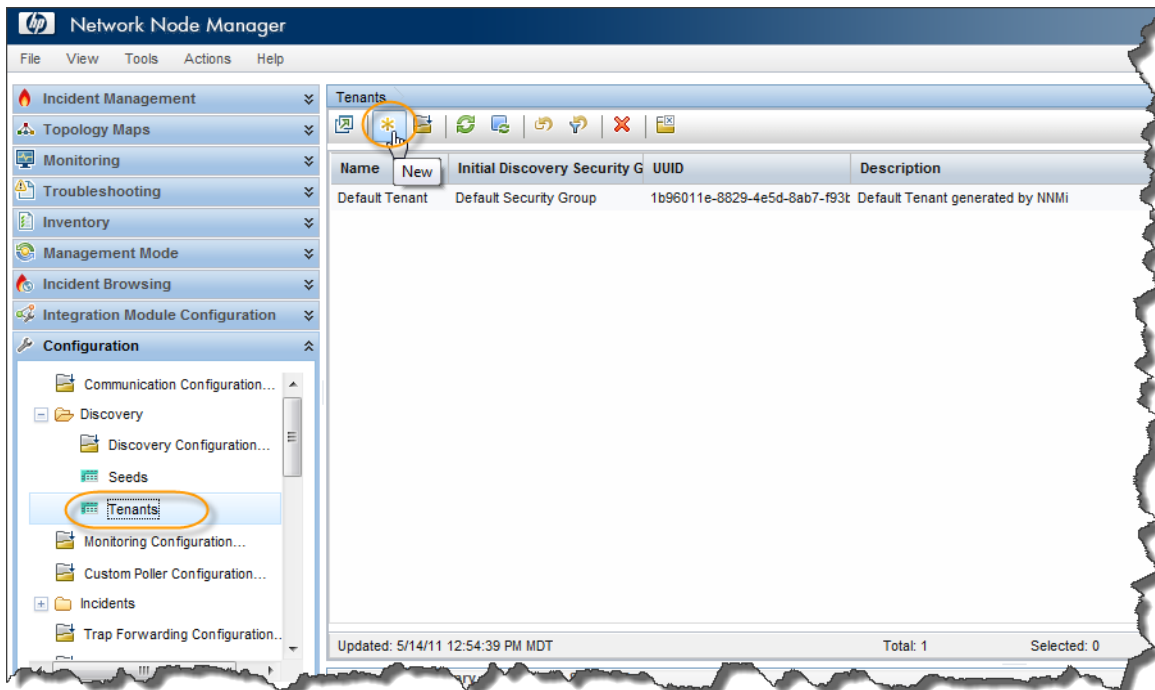 hp Network Node Manager
File View Tools Actions Help
Incident Management
Topology Maps
Monitoring
Troubleshooting
Inventory
Management Mode
Incident Browsing
Integration Module Configuration
Configuration
Communication Configuration...
Discovery
Discovery Configuration...
Seeds
Tenants
Monitoring Configuration...
Custom Poller Configuration...
Incidents
Trap Forwarding Configuration..
Tenants
New
Name Initial Discovery Security G UUID Description
Default Tenant Default Security Group 1b96011e-8829-4e5d-8ab7-f93b Default Tenant generated by NNMi
Updated: 5/14/11 12:54:39 PM MDT Total: 1 Selected: 0